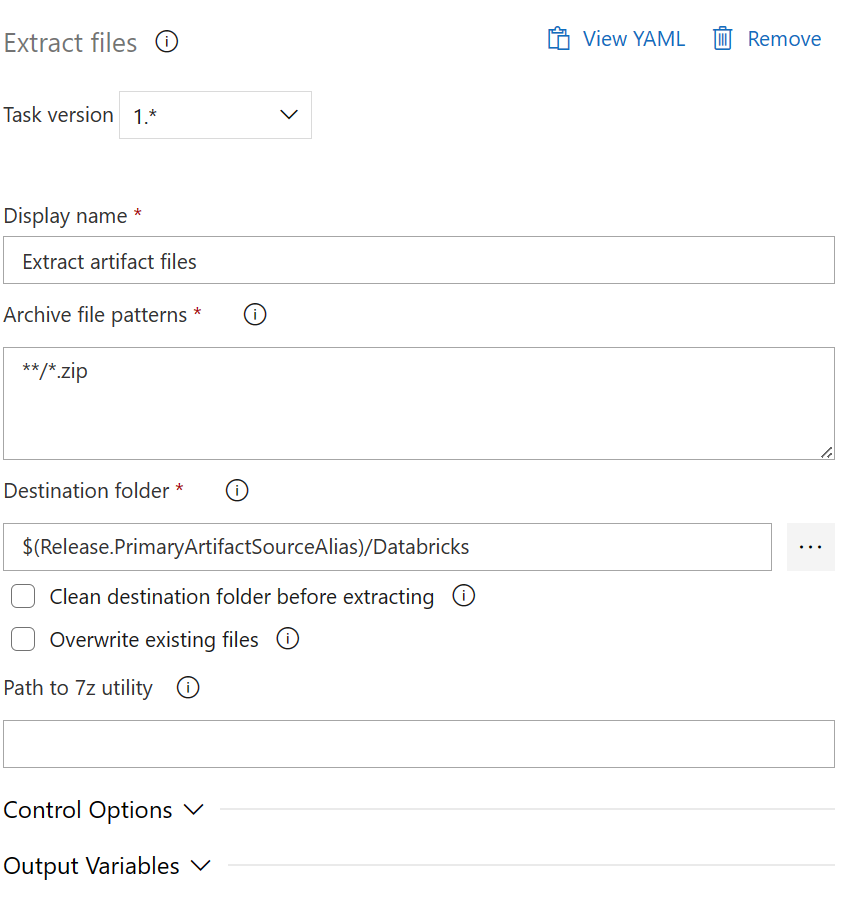 Extract files
View YAML
Remove
Task version
1.*
Display name *
Extract artifact files
Archive file patterns *
**/*.zip
Destination folder *
$(Release.PrimaryArtifactSourceAlias)/Databricks
...
Clean destination folder before extracting
Overwrite existing files
Path to 7z utility
Control Options
Output Variables